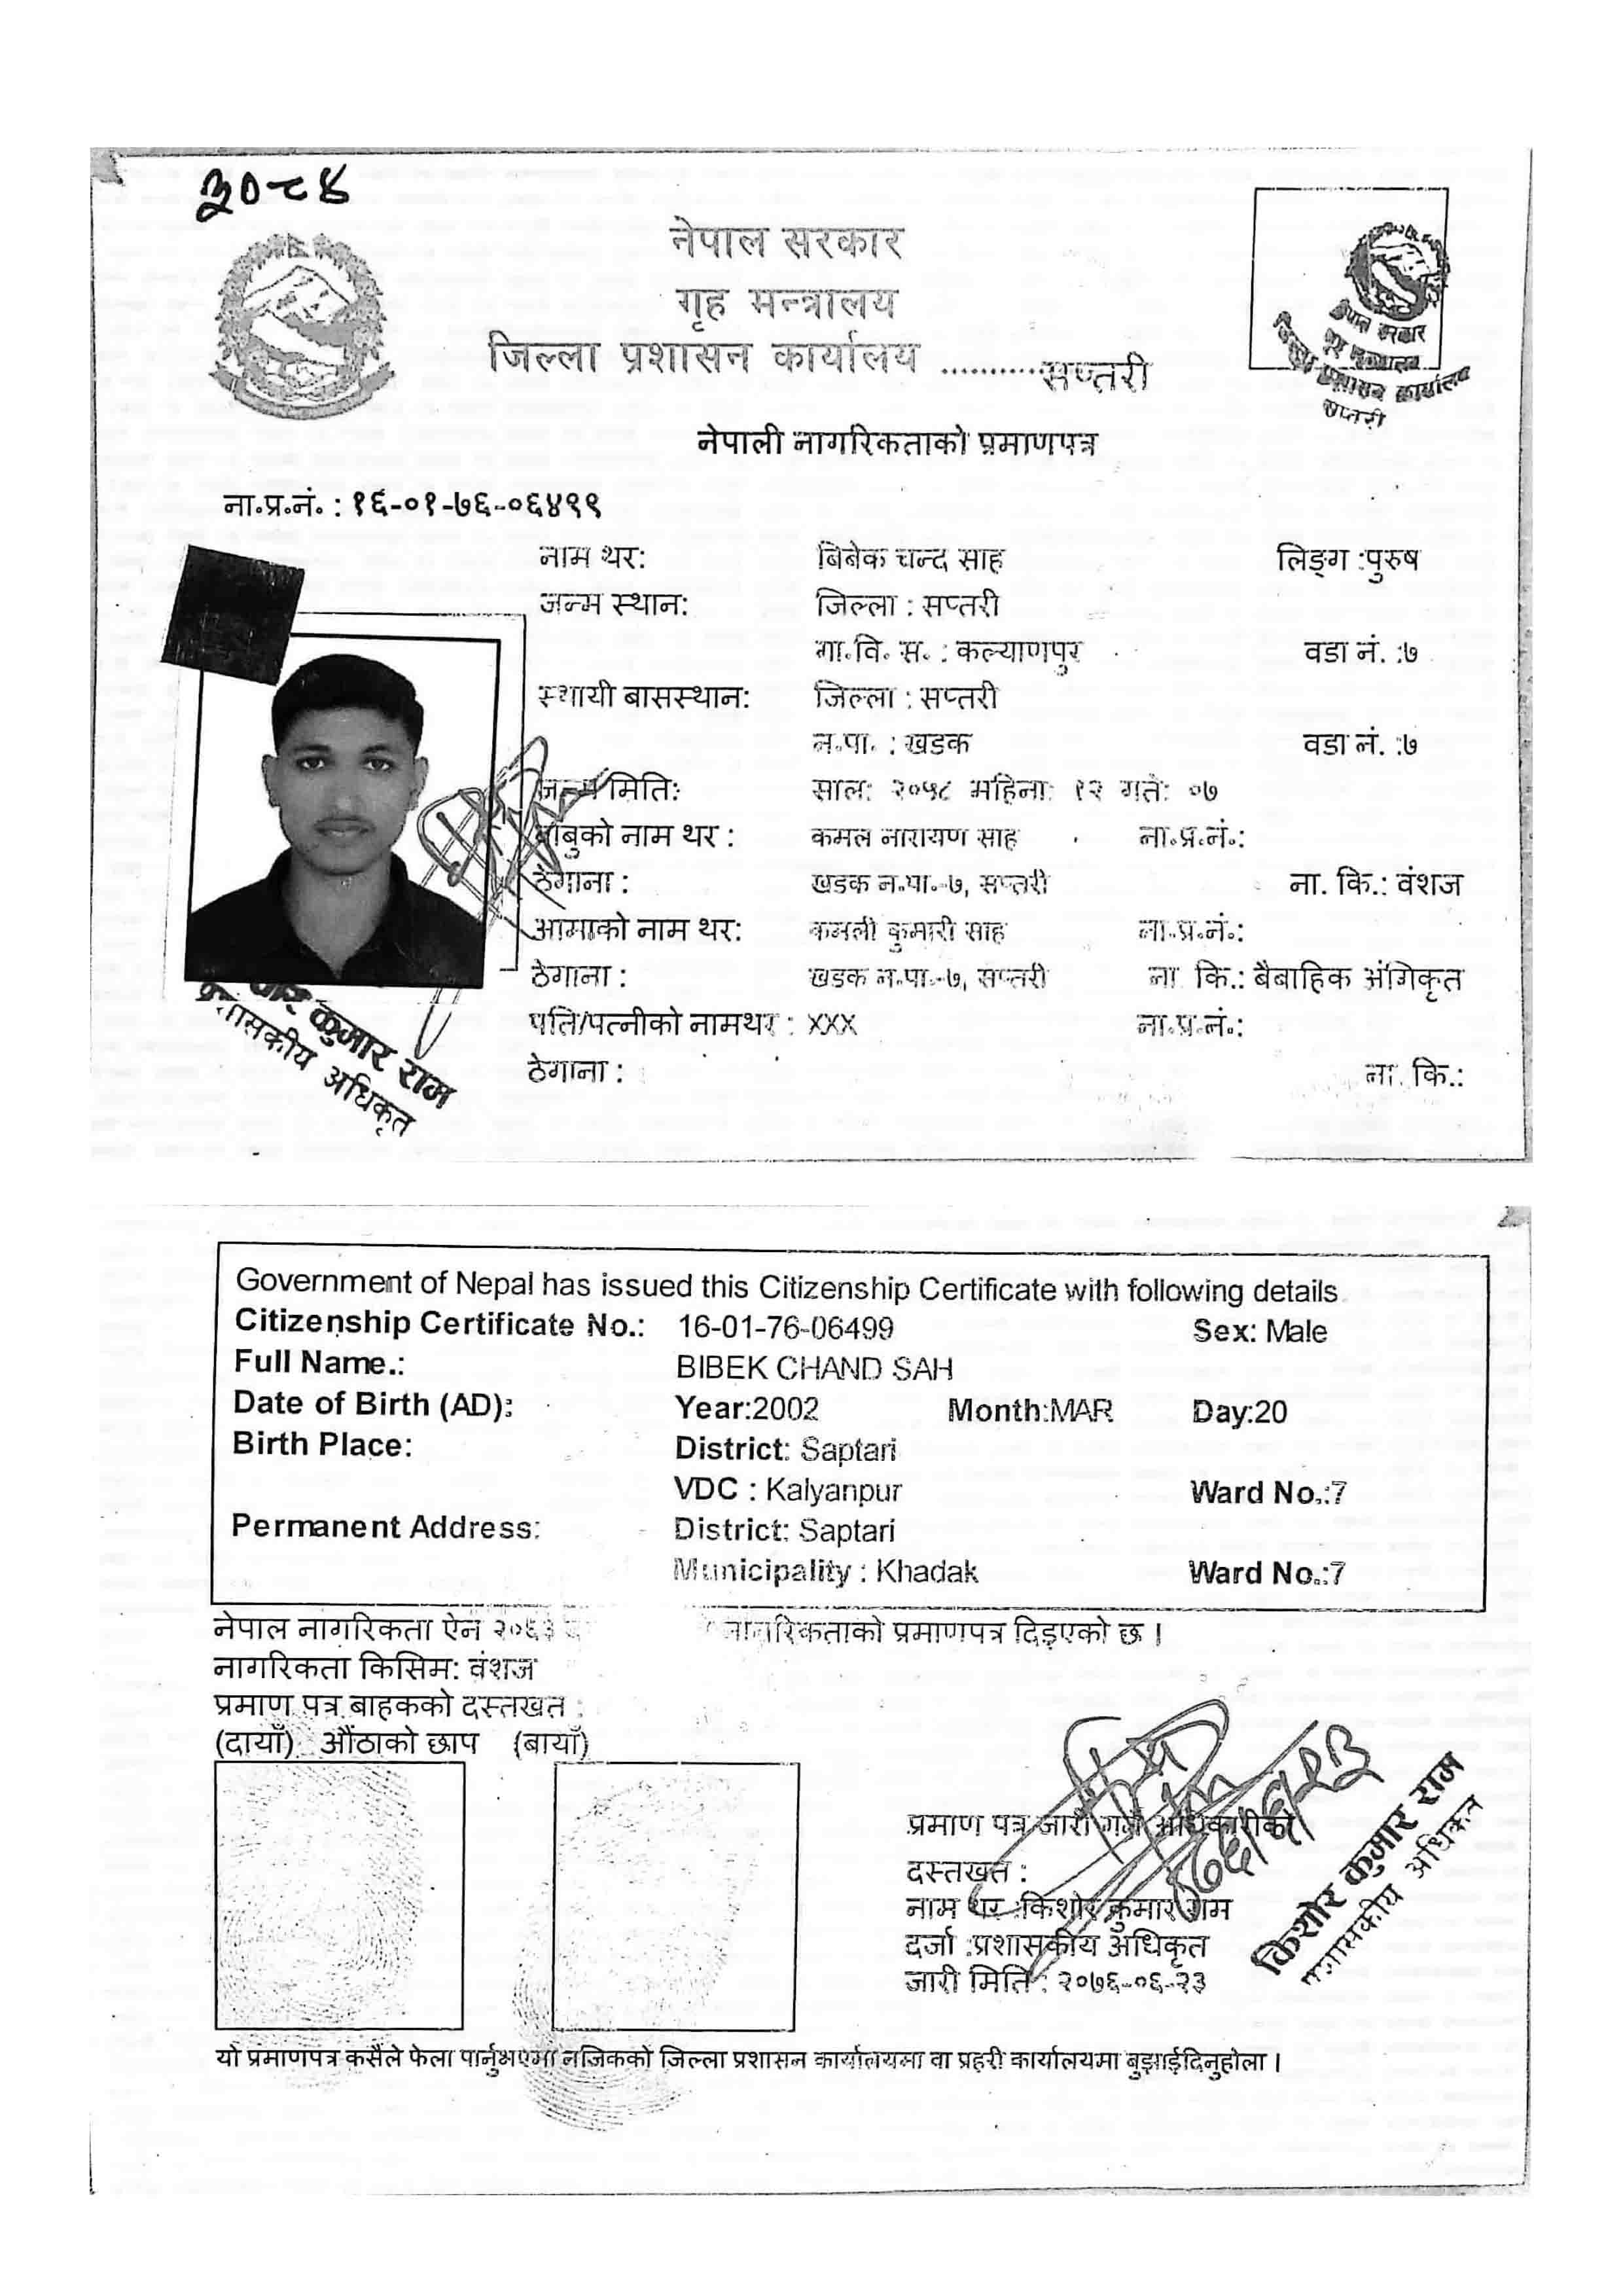 ३०८४
नेपाल सरकार
गृह मन्त्रालय
जिल्ला प्रशासन कार्यालय ...........सप्तरी
नेपाल सरकार
गृह मन्त्रालय
जिल्ला प्रशासन कार्यालय
सप्तरी
नेपाली नागरिकताको प्रमाणपत्र
ना.प्र.नं. : १६-०१-७६-०६४९९
नाम थर: बिबेक चन्द साह लिङ्ग :पुरुष
जन्म स्थान: जिल्ला : सप्तरी
गा.वि. स. : कल्याणपुर वडा नं. :७
स्थायी बासस्थान: जिल्ला : सप्तरी
न.पा. : खडक वडा नं. :७
जन्म मिति: साल: २०५८ महिना: १२ गते: ०७
बाबुको नाम थर : कमल नारायण साह ना.प्र.नं.:
ठेगाना : खडक न.पा.-७, सप्तरी ना. कि.: वंशज
आमाको नाम थर: कमली कुमारी साह ना.प्र.नं.:
ठेगाना : खडक न.पा.-७, सप्तरी ना कि.: बैबाहिक अंगिकृत
पति/पत्नीको नामथर : XXX ना.प्र.नं.:
ठेगाना : ना. कि.:
कुमार राम
अधिकृत
Government of Nepal has issued this Citizenship Certificate with following details
Citizenship Certificate No.: 16-01-76-06499 Sex: Male
Full Name.: BIBEK CHAND SAH
Date of Birth (AD): Year:2002 Month:MAR Day:20
Birth Place: District: Saptari
VDC : Kalyanpur Ward No.:7
Permanent Address: District: Saptari
Municipality : Khadak Ward No.:7
नेपाल नागरिकता ऐन २०६३ नागरिकताको प्रमाणपत्र दिइएको छ ।
नागरिकता किसिम: वंशज
प्रमाण पत्र बाहकको दस्तखत :
(दायाँ) औंठाको छाप (बायाँ)
प्रमाण पत्र जारी गर्ने अधिकारीको
दस्तखत :
नाम थर :किशोर कुमार राम
दर्जा :प्रशासकीय अधिकृत
जारी मिति : २०७६-०६-२३
किशोर कुमार राम
प्रशासकीय अधिकृत
यो प्रमाणपत्र कसैले फेला पार्नुभएमा नजिकको जिल्ला प्रशासन कार्यालयमा वा प्रहरी कार्यालयमा बुझाईदिनुहोला ।